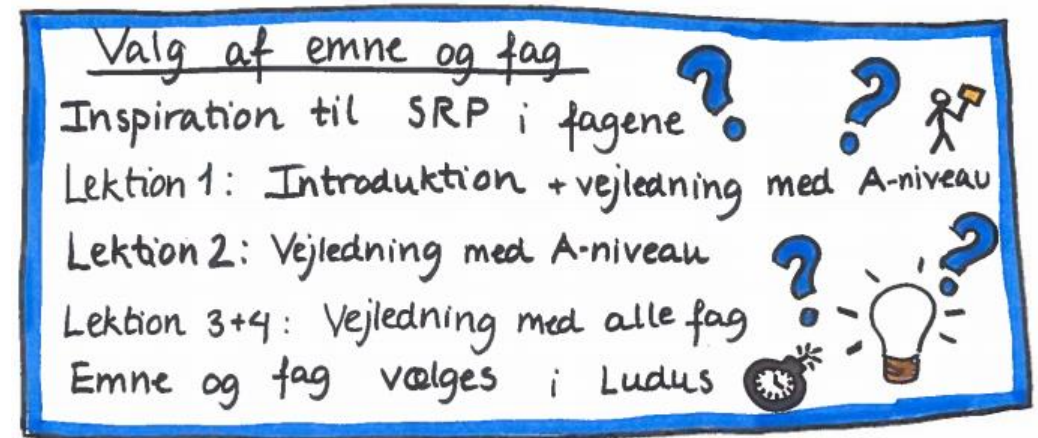 Valg af emne og fag
Inspiration til SRP i fagene
Lektion 1: Introduktion + vejledning med A-niveau
Lektion 2: Vejledning med A-niveau
Lektion 3+4: Vejledning med alle fag
Emne og fag vælges i Ludus